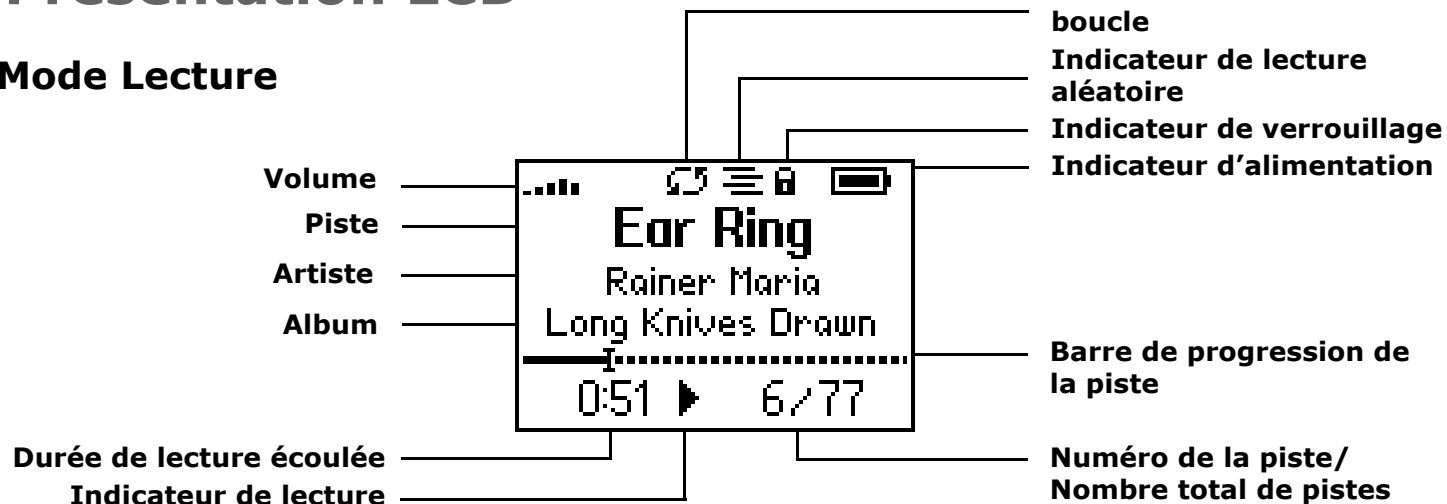 Présentation LCD
Mode Lecture
boucle
Indicateur de lecture
aléatoire
Indicateur de verrouillage
Indicateur d’alimentation
Volume
Piste
Artiste
Album
Ear Ring
Rainer Maria
Long Knives Drawn
0:51 6/77
Barre de progression de
la piste
Durée de lecture écoulée
Indicateur de lecture
Numéro de la piste/
Nombre total de pistes